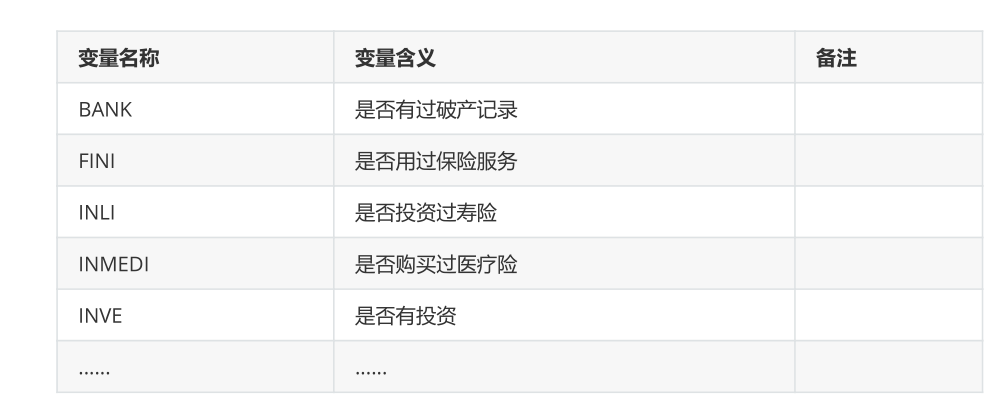 变量名称 变量含义 备注
BANK 是否有过破产记录
FINI 是否用过保险服务
INLI 是否投资过寿险
INMEDI 是否购买过医疗险
INVE 是否有投资
...... ......